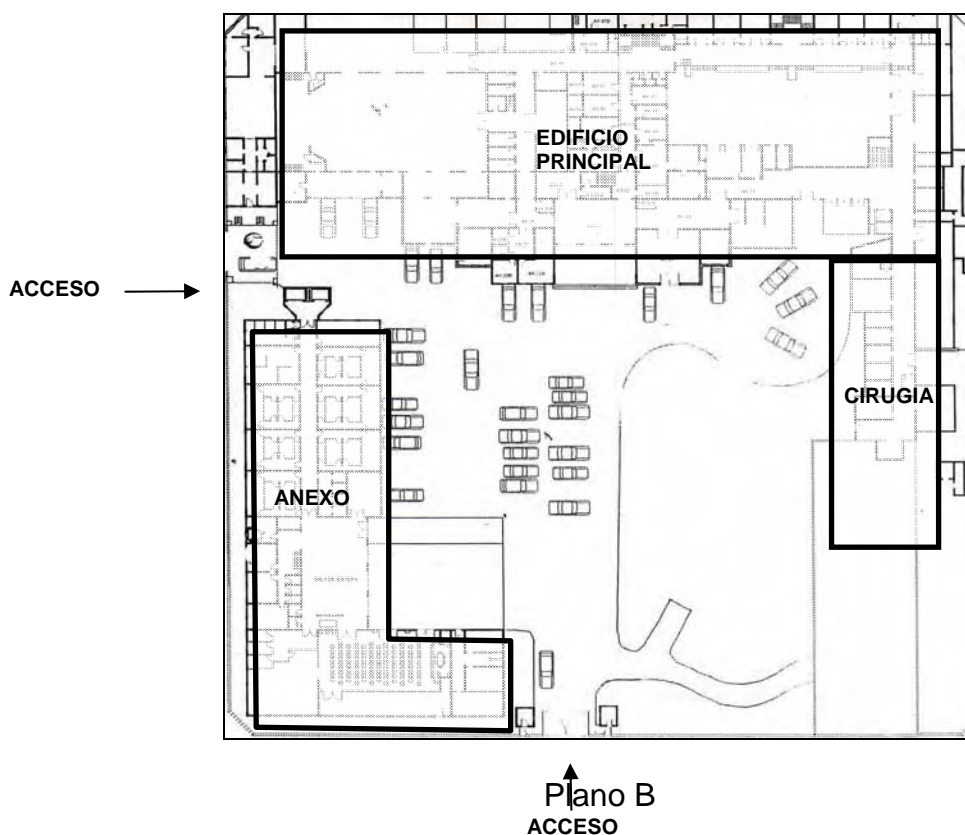 EDIFICIO
PRINCIPAL
ACCESO
CIRUGIA
ANEXO
Plano B
ACCESO